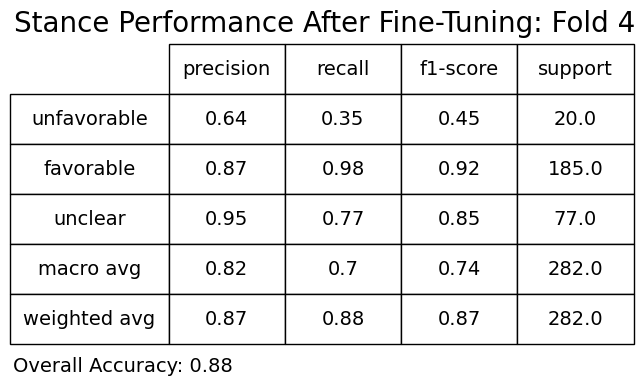 Stance Performance After Fine-Tuning: Fold 4
precision recall f1-score support
unfavorable 0.64 0.35 0.45 20.0
favorable 0.87 0.98 0.92 185.0
unclear 0.95 0.77 0.85 77.0
macro avg 0.82 0.7 0.74 282.0
weighted avg 0.87 0.88 0.87 282.0
Overall Accuracy: 0.88